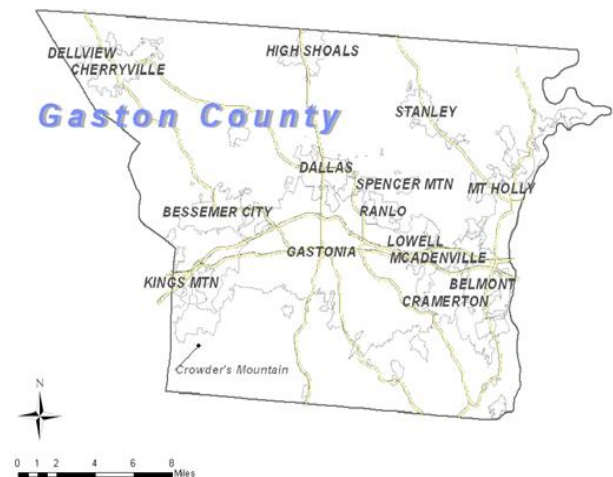 DELLVIEW
CHERRYVILLE
HIGH SHOALS
Gaston County
STANLEY
DALLAS
SPENCER MTN
MT HOLLY
BESSEMER CITY
RANLO
GASTONIA
LOWELL
MCADENVILLE
KINGS MTN
BELMONT
CRAMERTON
Crowder's Mountain
N
0 1 2 4 6 8
Miles